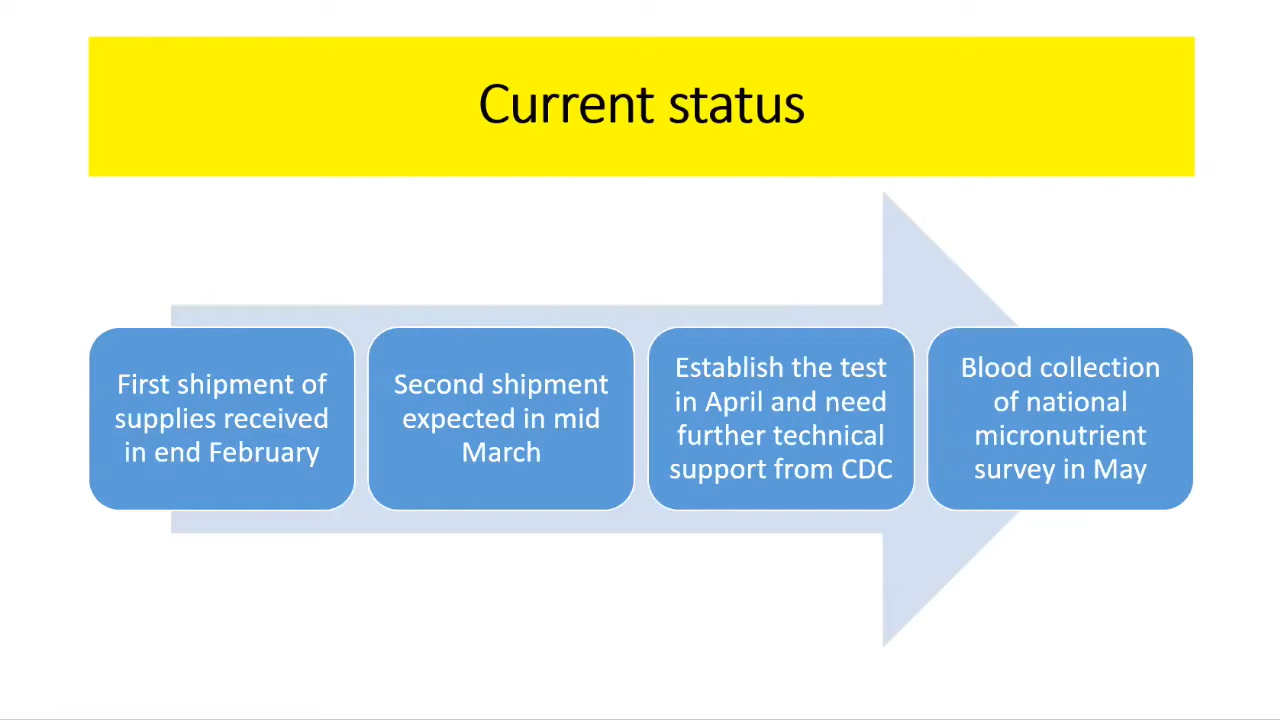 Current status
First shipment of
supplies received
in end February
Second shipment
expected in mid
March
Establish the test
in April and need
further technical
support from CDC
Blood collection
of national
micronutrient
survey in May